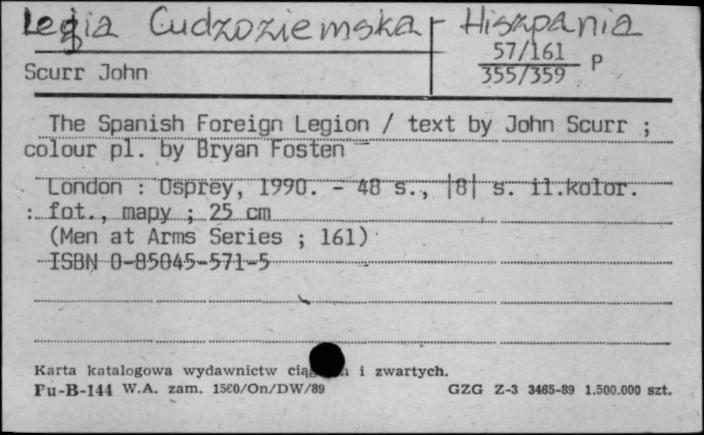 Legia Cudzoziemska - Hiszpania
57/161
355/359 P
Scurr John
The Spanish Foreign Legion / text by John Scurr ;
colour pl. by Bryan Fosten
London : Osprey, 1990. - 48 s., |8| s. il.kolor.
: fot., mapy ; 25 cm
(Men at Arms Series ; 161)
ISBN 0-85045-571-5
Karta katalogowa wydawnictw i zwartych.
Fu-B-144 W.A. zam. 1560/On/DW/89 GZG Z-3 3465-89 1.500.000 szt.